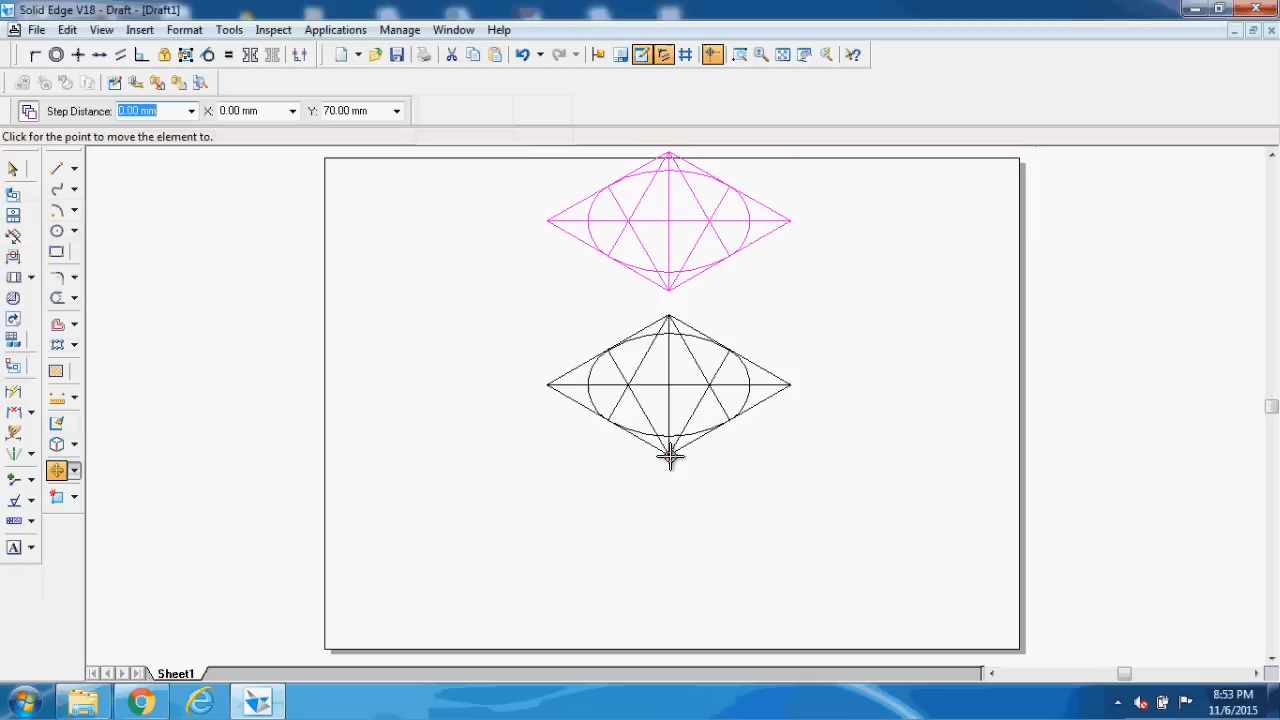 Solid Edge V18 - Draft - [Draft1]
File Edit View Insert Format Tools Inspect Applications Manage Window Help
Step Distance: 0.00 mm X: 0.00 mm Y: 70.00 mm
Click for the point to move the element to.
A
Sheet1
8:53 PM
11/6/2015